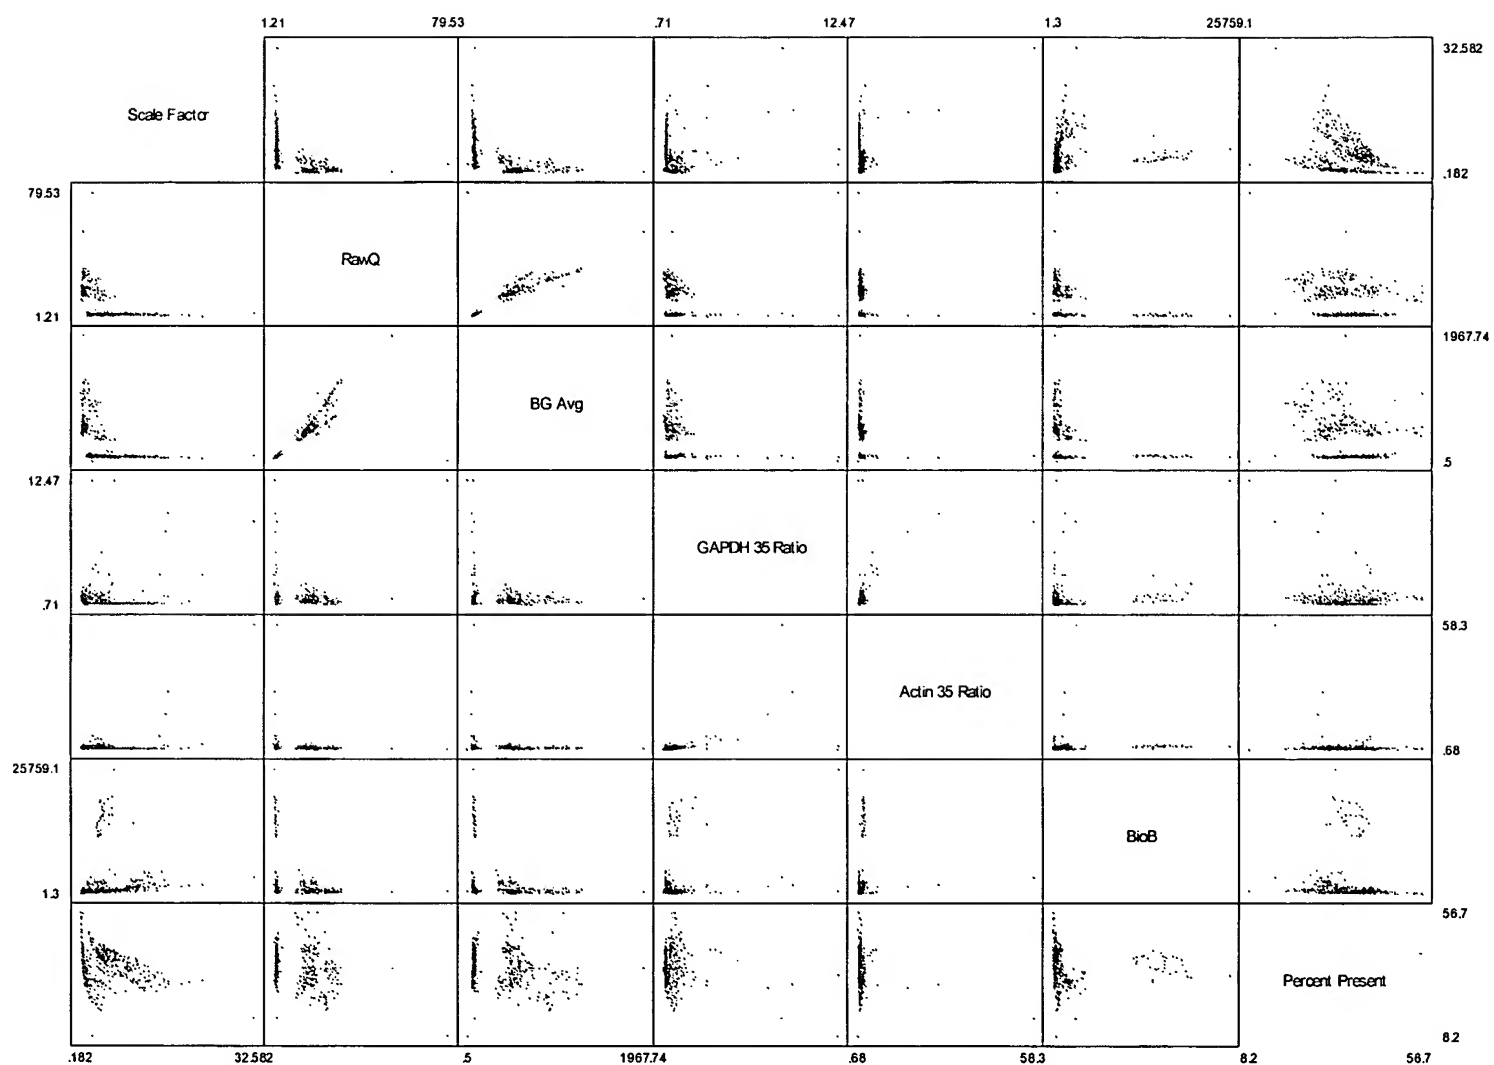 1.21 79.53 .71 12.47 1.3 25759.1
32.582
Scale Factor
.182
79.53
RawQ
1.21
1967.74
BG Avg
.5
12.47
GAPDH 35 Ratio
.71
58.3
Actin 35 Ratio
.68
25759.1
BioB
1.3
56.7
Percent Present
8.2
.182 32.582 .5 1967.74 .68 58.3 8.2 56.7